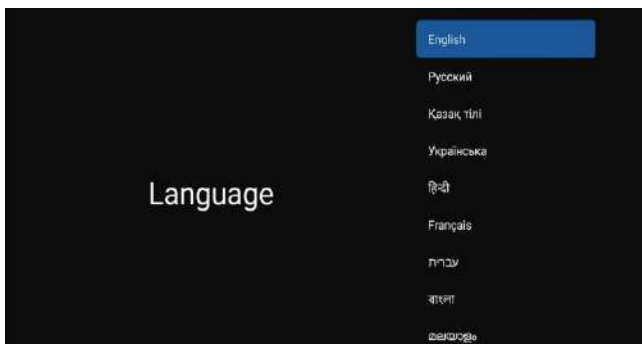 Language
English
Русский
Қазақ тілі
Українська
हिन्दी
Français
עברית
বাংলা
മലയാളം